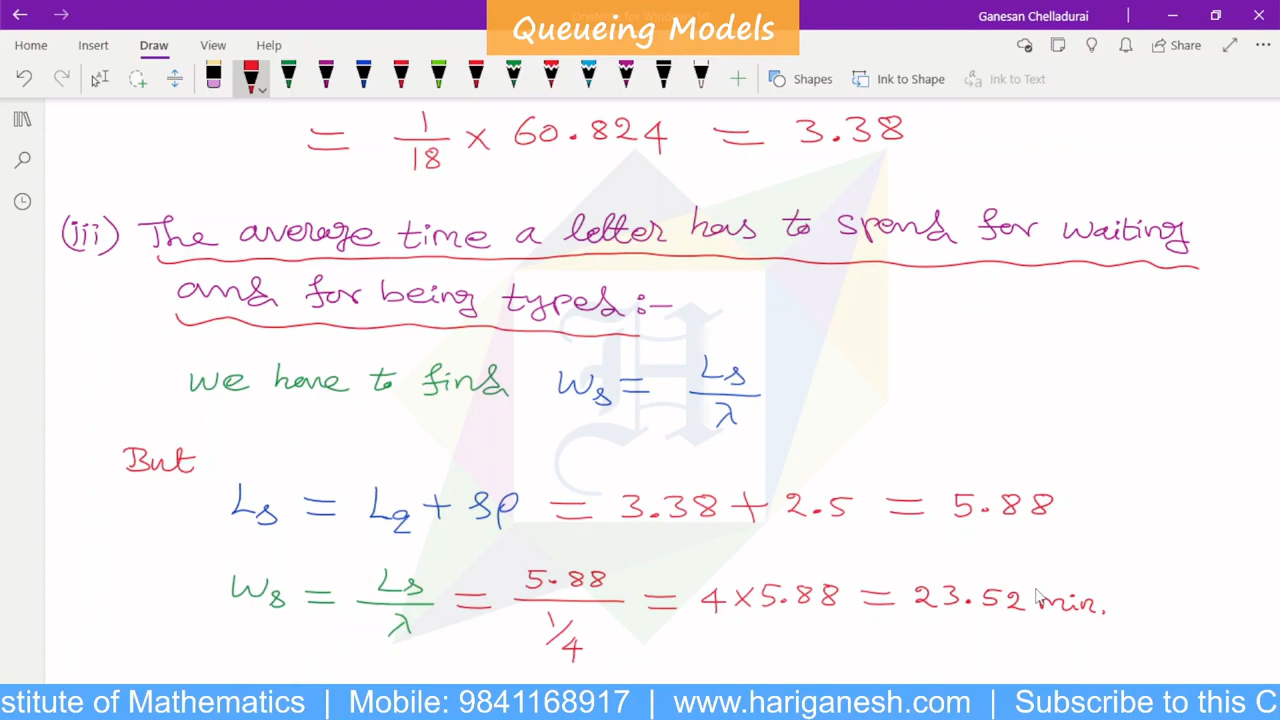 Queueing Models
Ganesan Chelladurai
Home Insert Draw View Help
Share
Shapes Ink to Shape Ink to Text
= 1/18 × 60.824 = 3.38
(iii) The average time a letter has to spend for waiting
and for being types :-
We have to find Ws = Ls/λ
But
Ls = Lq + sρ = 3.38 + 2.5 = 5.88
Ws = Ls/λ = 5.88/(1/4) = 4×5.88 = 23.52 min.
stitute of Mathematics | Mobile: 9841168917 | www.hariganesh.com | Subscribe to this C